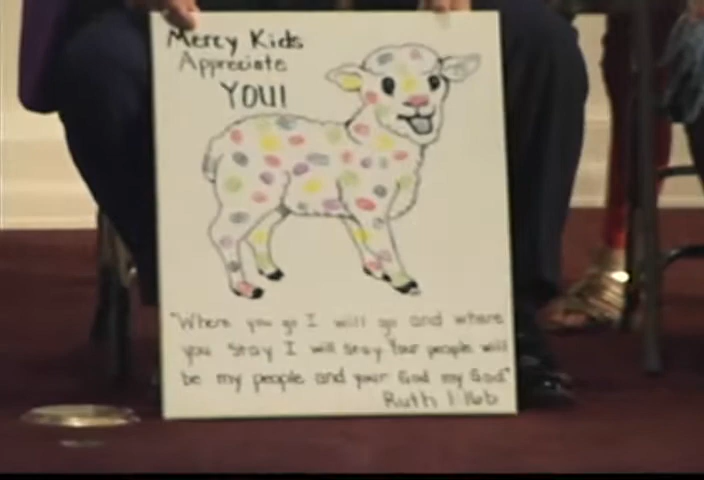 Mercy Kids
Appreciate
YOU!
"Where you go I will go and where
you stay I will stay Your people will
be my people and your God my God"
Ruth 1:16b